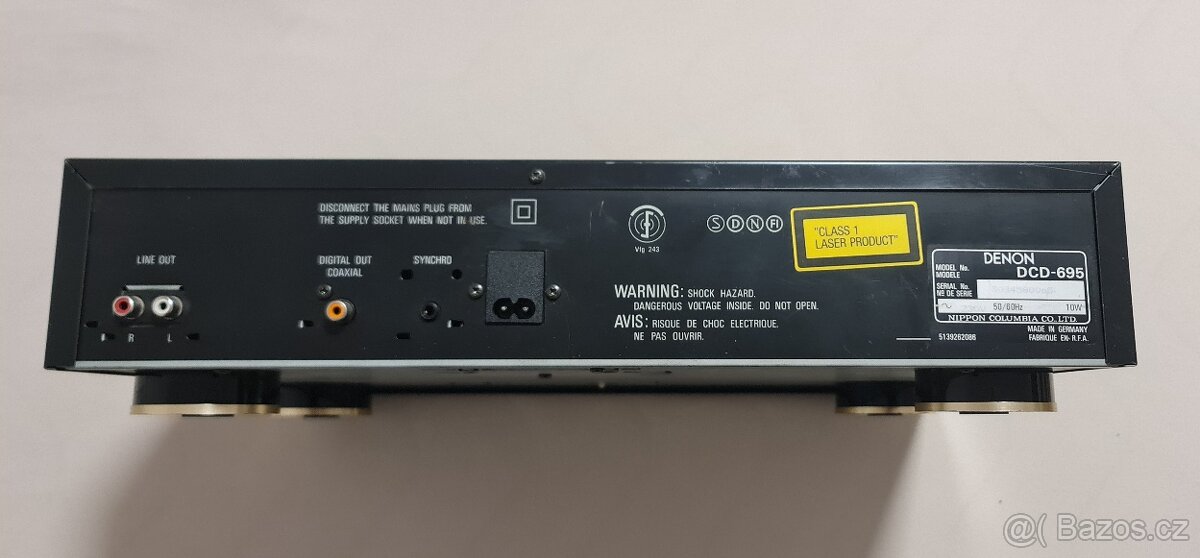 DISCONNECT THE MAINS PLUG FROM
THE SUPPLY SOCKET WHEN NOT IN USE.
LINE OUT
R L
DIGITAL OUT
COAXIAL
SYNCHRO
S
Vlg 243
S D N FI
"CLASS 1
LASER PRODUCT"
WARNING: SHOCK HAZARD.
DANGEROUS VOLTAGE INSIDE. DO NOT OPEN.
AVIS: RISQUE DE CHOC ELECTRIQUE.
NE PAS OUVRIR.
DENON
MODEL No.
MODELE
DCD-695
SERIAL No.
NE DE SERIE
~ 50/60Hz 10W
NIPPON COLUMBIA CO., LTD.
MADE IN GERMANY
FABRIQUE EN- R.F.A.
5139262086
@( Bazos.cz